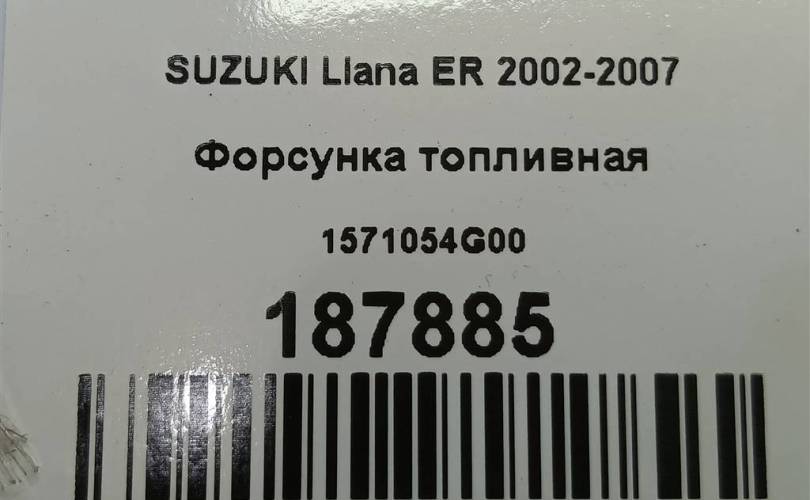 SUZUKI Liana ER 2002-2007
Форсунка топливная
1571054G00
187885